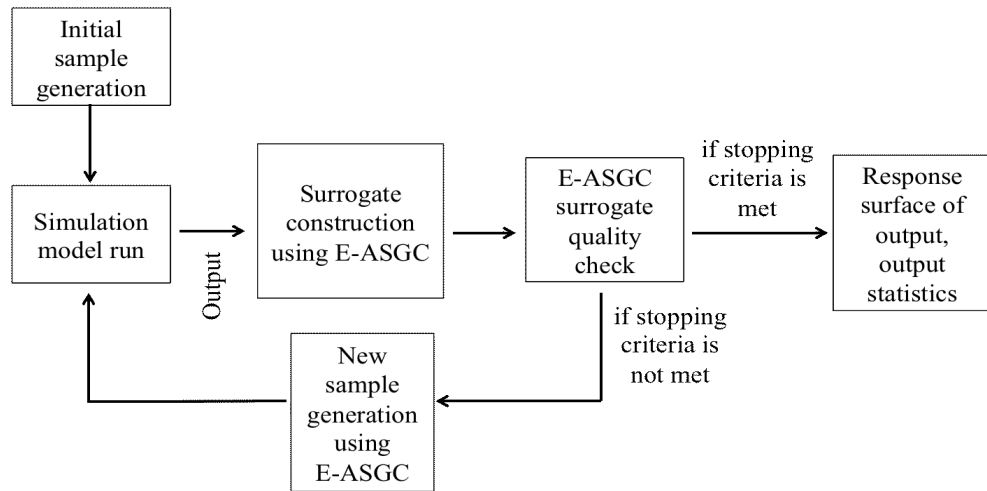 Initial
sample
generation
Simulation
model run
Output
Surrogate
construction
using E-ASGC
E-ASGC
surrogate
quality
check
if stopping
criteria is
met
Response
surface of
output,
output
statistics
if stopping
criteria is
not met
New
sample
generation
using
E-ASGC